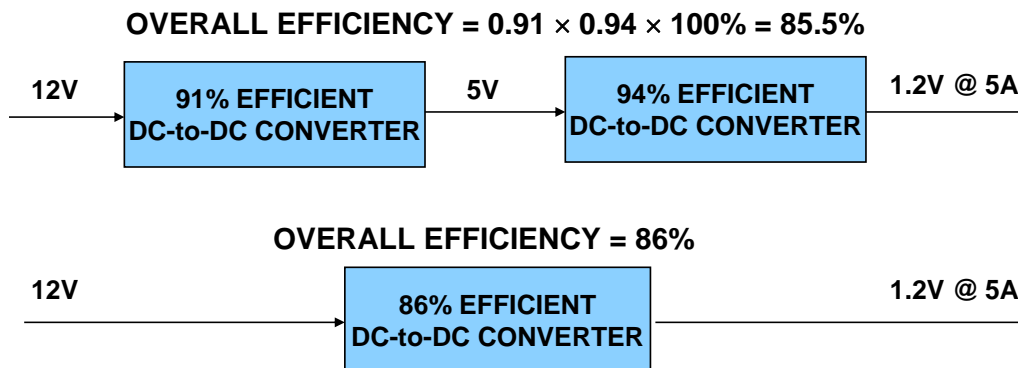 OVERALL EFFICIENCY = 0.91 × 0.94 × 100% = 85.5%
12V
91% EFFICIENT
DC-to-DC CONVERTER
5V
94% EFFICIENT
DC-to-DC CONVERTER
1.2V @ 5A
OVERALL EFFICIENCY = 86%
12V
86% EFFICIENT
DC-to-DC CONVERTER
1.2V @ 5A